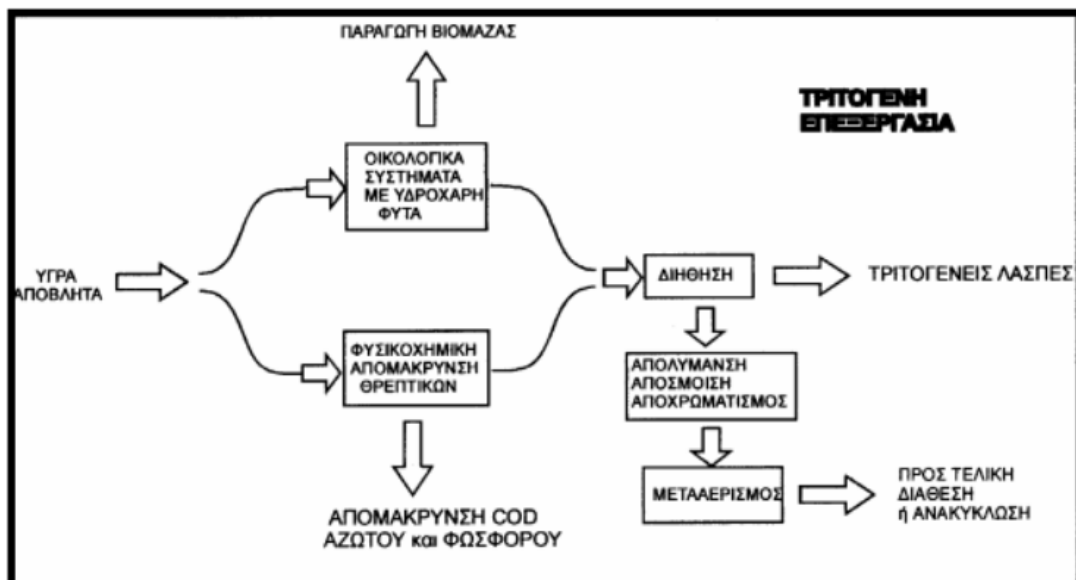 ΠΑΡΑΓΩΓΗ ΒΙΟΜΑΖΑΣ
ΤΡΙΤΟΓΕΝΗ
ΕΠΕΞΕΡΓΑΣΙΑ
ΟΙΚΟΛΟΓΙΚΑ
ΣΥΣΤΗΜΑΤΑ
ΜΕ ΥΔΡΟΧΑΡΗ
ΦΥΤΑ
ΥΓΡΑ
ΑΠΟΒΛΗΤΑ
ΔΙΗΘΗΣΗ
ΤΡΙΤΟΓΕΝΕΙΣ ΛΑΣΠΕΣ
ΦΥΣΙΚΟΧΗΜΙΚΗ
ΑΠΟΜΑΚΡΥΝΣΗ
ΘΡΕΠΤΙΚΩΝ
ΑΠΟΛΥΜΑΝΣΗ
ΑΠΟΣΜΟΙΣΗ
ΑΠΟΧΡΩΜΑΤΙΣΜΟΣ
ΜΕΤΑΑΕΡΙΣΜΟΣ
ΠΡΟΣ ΤΕΛΙΚΗ
ΔΙΑΘΕΣΗ
ή ΑΝΑΚΥΚΛΩΣΗ
ΑΠΟΜΑΚΡΥΝΣΗ COD
ΑΖΩΤΟΥ και ΦΩΣΦΟΡΟΥ